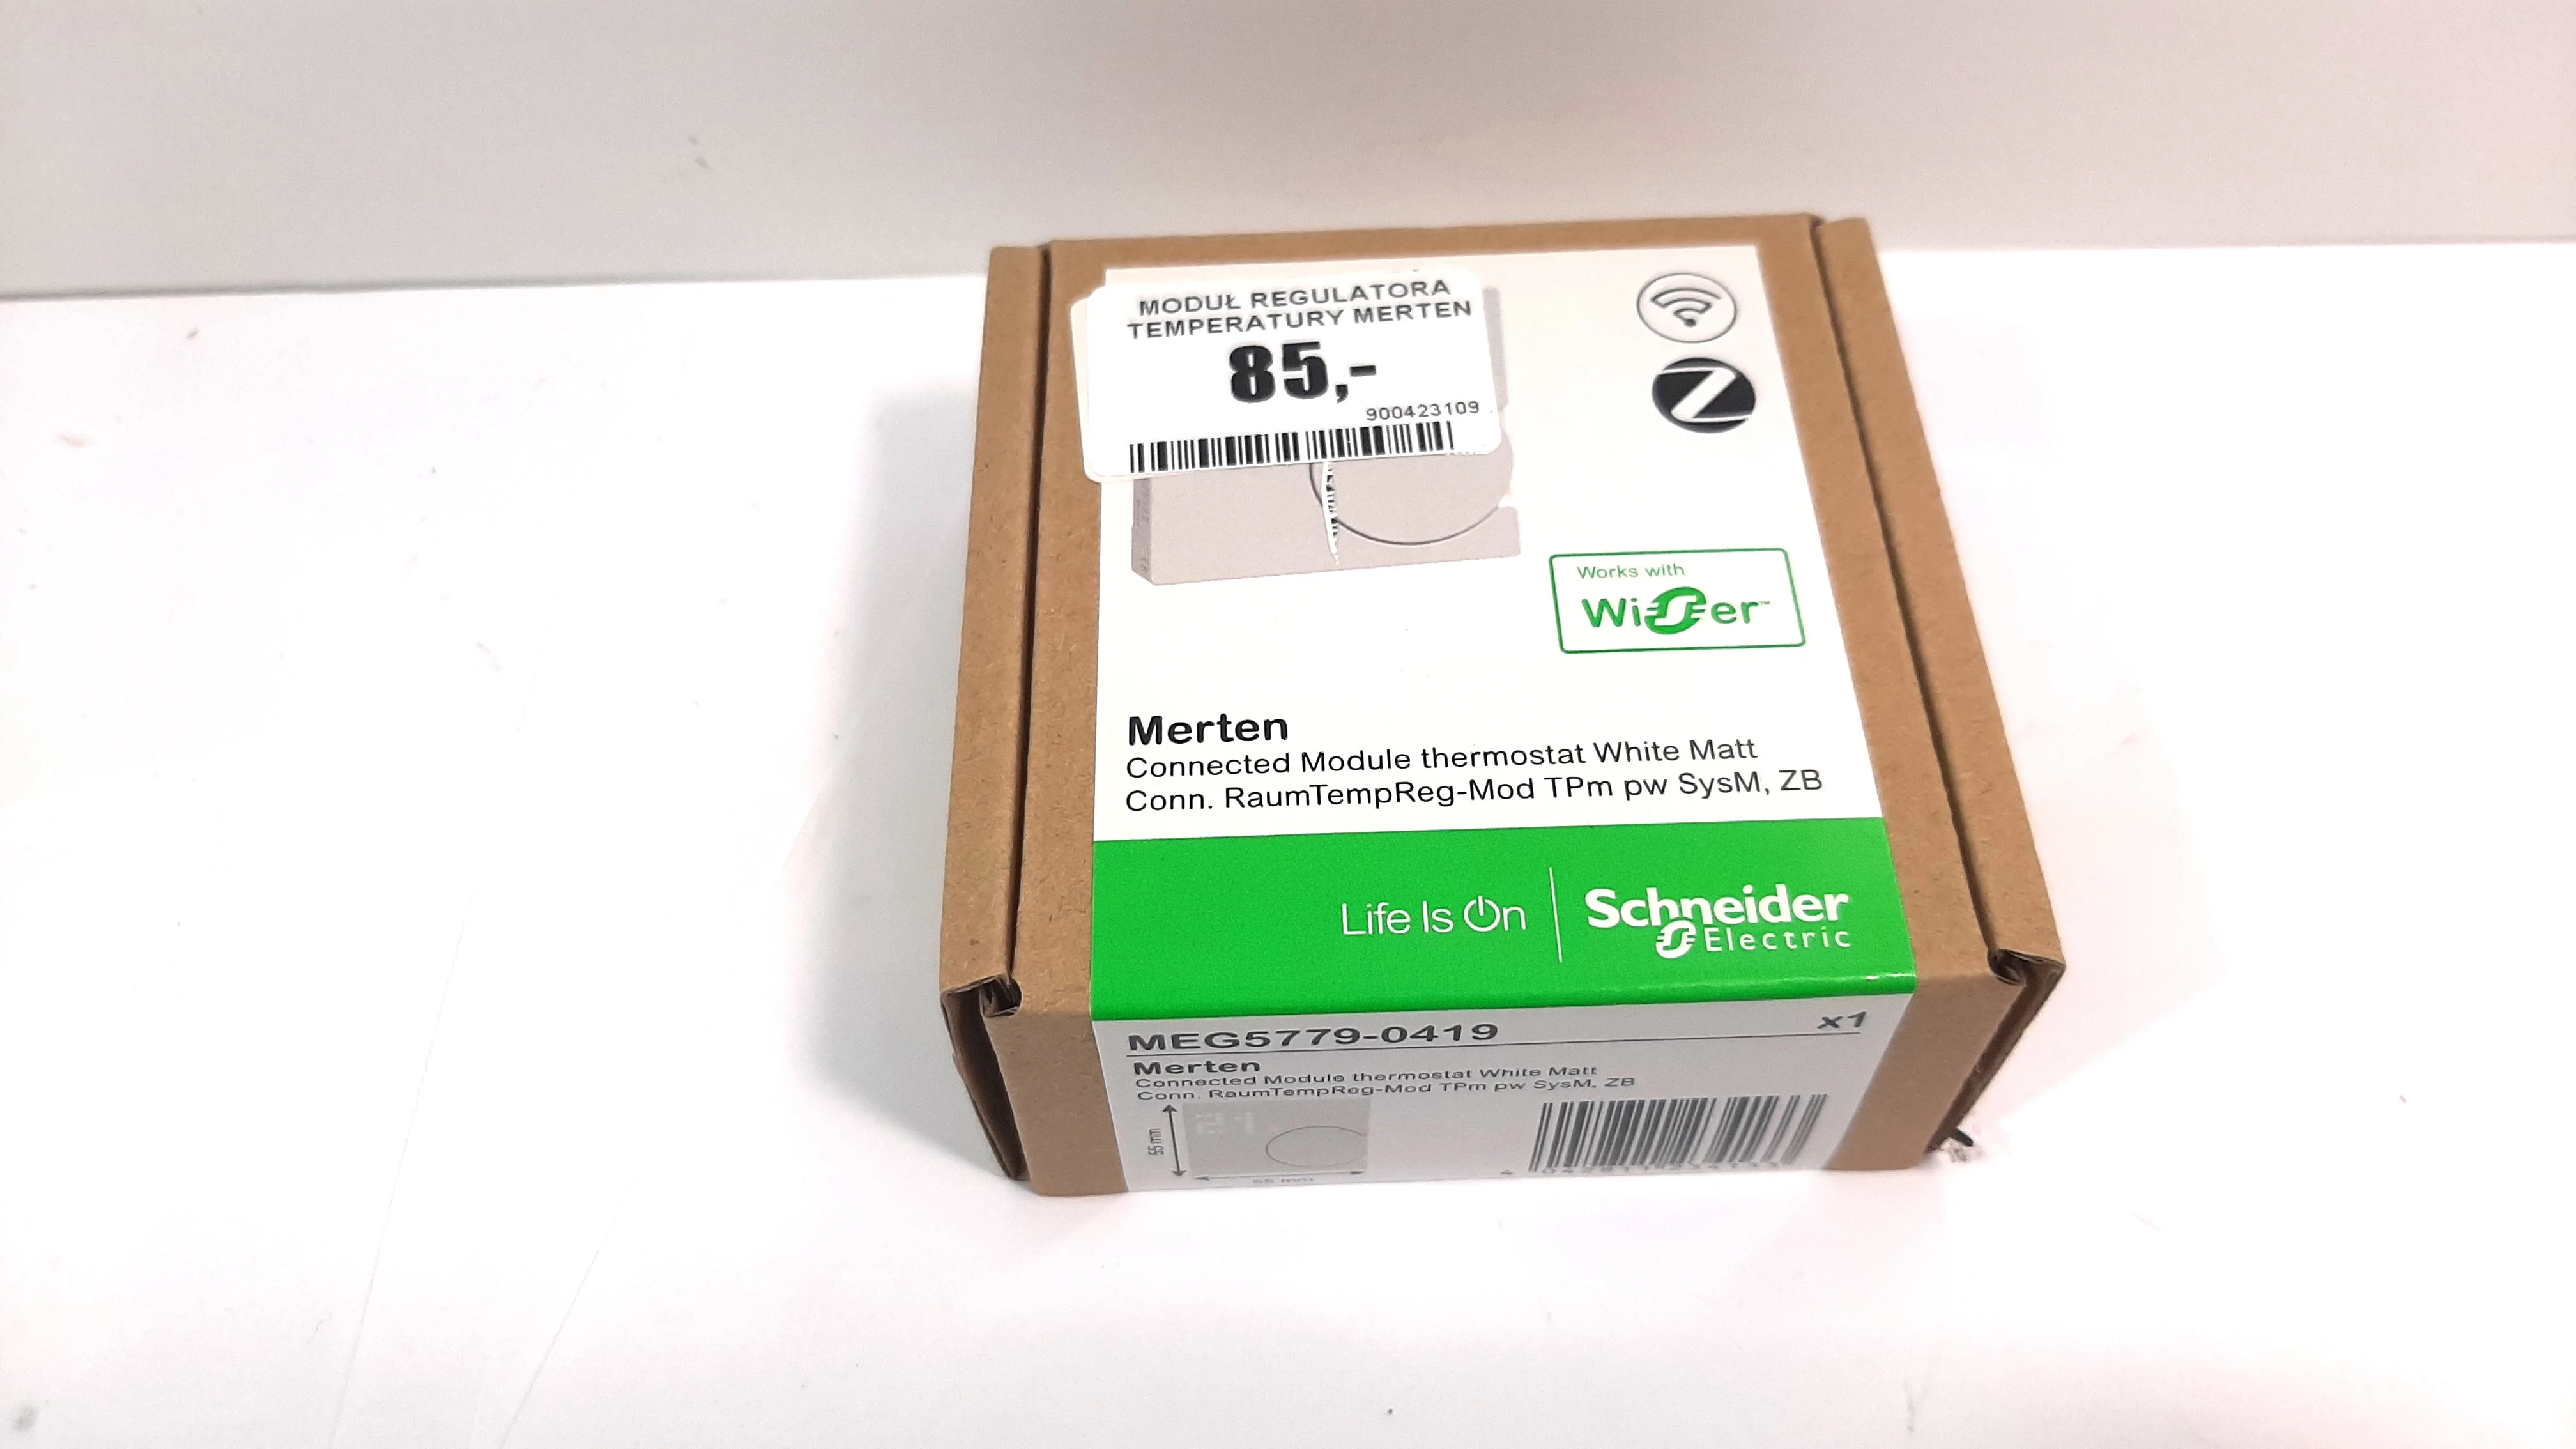 MODUŁ REGULATORA
TEMPERATURY MERTEN
85,-
900423109
Works with
Wiser™
Merten
Connected Module thermostat White Matt
Conn. RaumTempReg-Mod TPm pw SysM, ZB
Life Is On
Schneider
Electric
MEG5779-0419 x1
Merten
Connected Module thermostat White Matt
Conn. RaumTempReg-Mod TPm pw SysM, ZB
55 mm